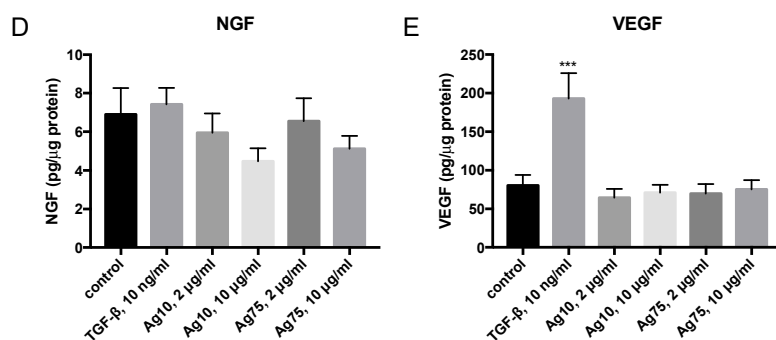 D
NGF
NGF (pg/µg protein)
10
8
6
4
2
0
control
TGF-β, 10 ng/ml
Ag10, 2 µg/ml
Ag10, 10 µg/ml
Ag75, 2 µg/ml
Ag75, 10 µg/ml
E
VEGF
VEGF (pg/µg protein)
250
200
150
100
50
0
***
control
TGF-β, 10 ng/ml
Ag10, 2 µg/ml
Ag10, 10 µg/ml
Ag75, 2 µg/ml
Ag75, 10 µg/ml